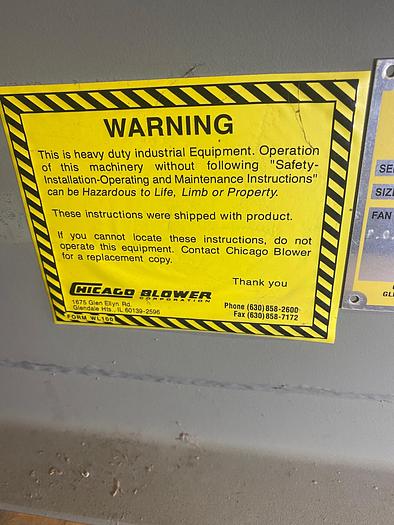 WARNING
This is heavy duty industrial Equipment. Operation
of this machinery without following "Safety-
Installation-Operating and Maintenance Instructions"
can be Hazardous to Life, Limb or Property.
These instructions were shipped with product.
If you cannot locate these instructions, do not
operate this equipment. Contact Chicago Blower
for a replacement copy.
Thank you
CHICAGO BLOWER
CORPORATION
1675 Glen Ellyn Rd.
Glendale Hts., IL 60139-2596
Phone (630) 858-2600
Fax (630) 858-7172
FORM WL100
SE
SIZE
FAN
GL